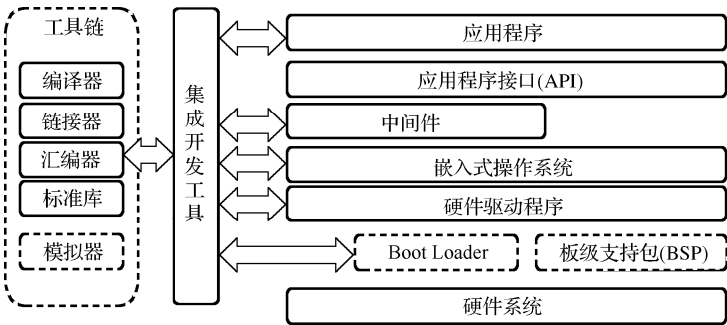 工具链
编译器
链接器
汇编器
标准库
模拟器
集成开发工具
应用程序
应用程序接口(API)
中间件
嵌入式操作系统
硬件驱动程序
Boot Loader
板级支持包(BSP)
硬件系统